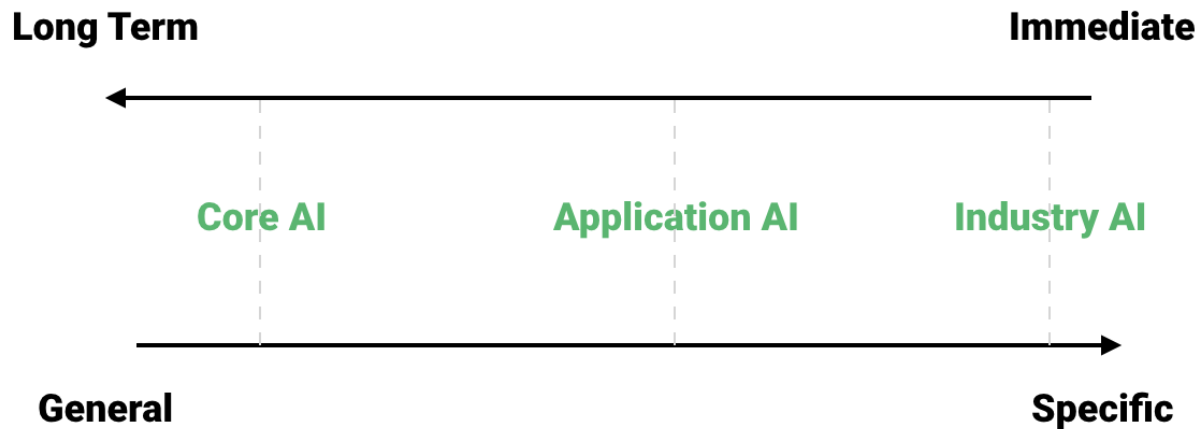 Long Term
Immediate
Core AI
Application AI
Industry AI
General
Specific